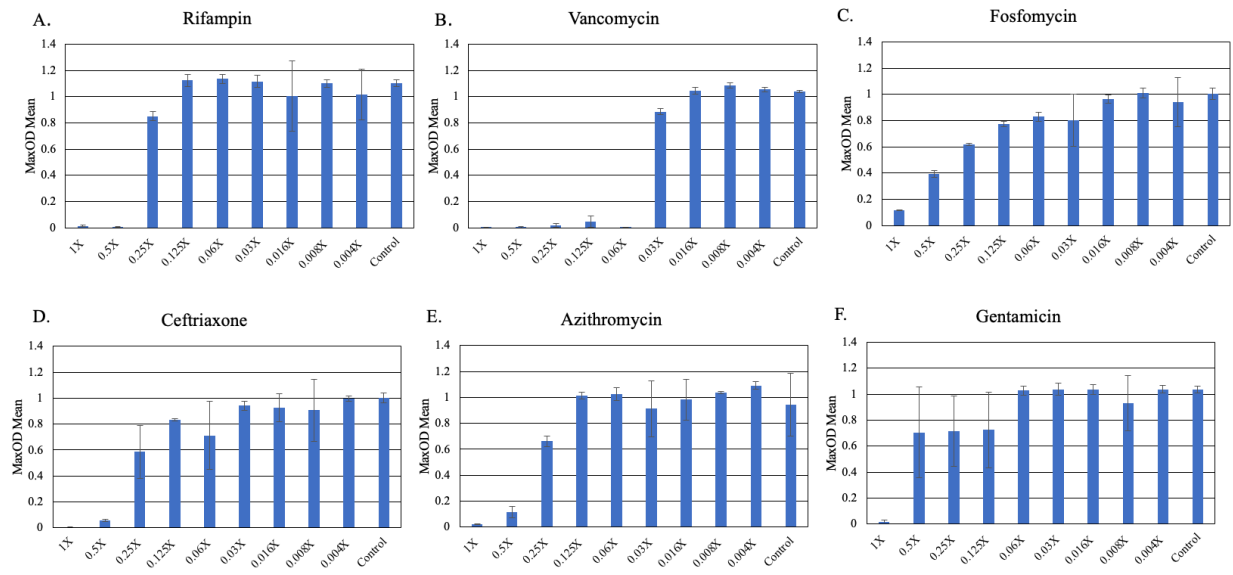 A. Rifampin
MaxOD Mean
1.4
1.2
1
0.8
0.6
0.4
0.2
0
1X 0.5X 0.25X 0.125X 0.06X 0.03X 0.016X 0.008X 0.004X Control
B. Vancomycin
MaxOD Mean
1.4
1.2
1
0.8
0.6
0.4
0.2
0
1X 0.5X 0.25X 0.125X 0.06X 0.03X 0.016X 0.008X 0.004X Control
C. Fosfomycin
MaxOD Mean
1.4
1.2
1
0.8
0.6
0.4
0.2
0
1X 0.5X 0.25X 0.125X 0.06X 0.03X 0.016X 0.008X 0.004X Control
D. Ceftriaxone
MaxOD Mean
1.4
1.2
1
0.8
0.6
0.4
0.2
0
1X 0.5X 0.25X 0.125X 0.06X 0.03X 0.016X 0.008X 0.004X Control
E. Azithromycin
MaxOD Mean
1.4
1.2
1
0.8
0.6
0.4
0.2
0
1X 0.5X 0.25X 0.125X 0.06X 0.03X 0.016X 0.008X 0.004X Control
F. Gentamicin
MaxOD Mean
1.4
1.2
1
0.8
0.6
0.4
0.2
0
1X 0.5X 0.25X 0.125X 0.06X 0.03X 0.016X 0.008X 0.004X Control